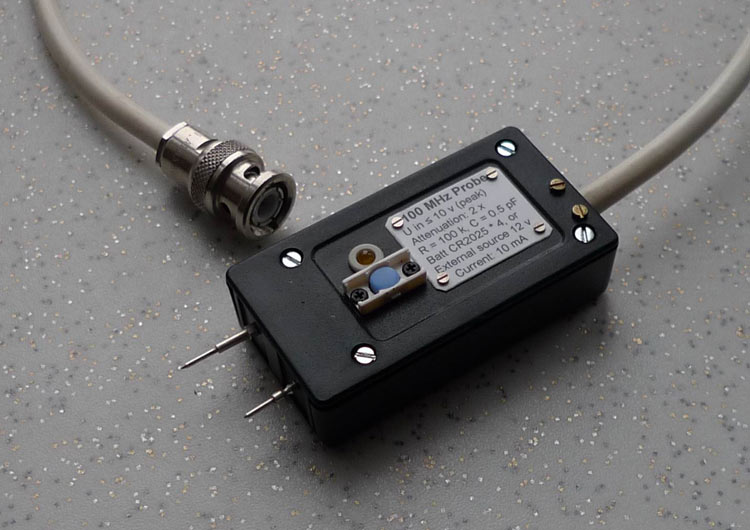 100 MHz Probe
U in ≤ 10 v (peak)
Attenuation: 2 x
R = 100 k, C = 0.5 pF
Batt CR2025 * 4, or
External source 12 v
Current: 10 mA